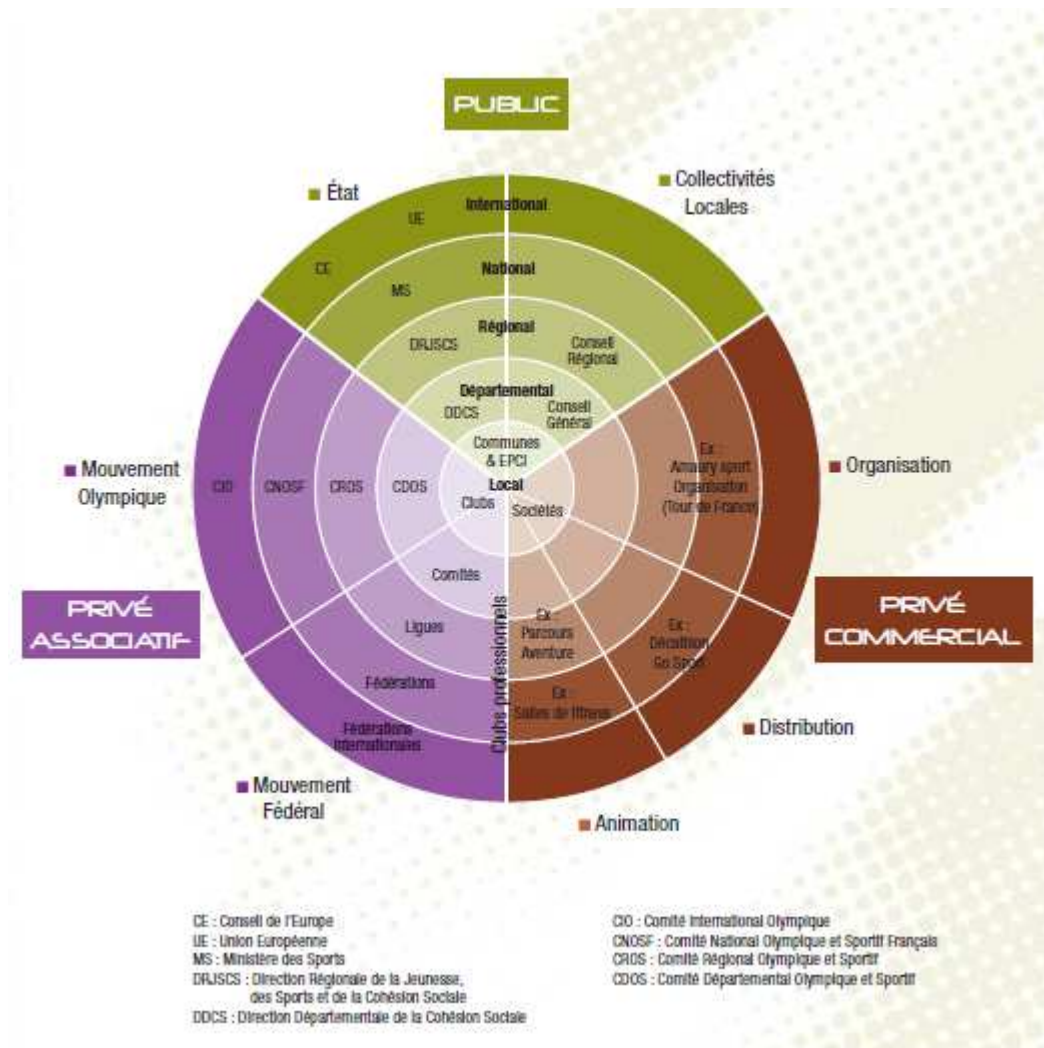 PUBLIC
État
Collectivités
Locales
International
UE
CE
National
MS
Régional
DRJSCS
Conseil
Régional
Départemental
DDCS
Conseil
Général
Communes
& EPCI
Local
Clubs
Sociétés
Mouvement
Olympique
CIO
CNOSF
CROS
CDOS
Ex :
Amaury sport
Organisation
(Tour de France)
Organisation
PRIVÉ
ASSOCIATIF
PRIVÉ
COMMERCIAL
Comités
Ligues
Fédérations
Fédérations
Internationales
Clubs professionnels
Ex :
Parcours
Aventure
Ex :
Salles de fitness
Ex :
Décathlon
Go Sport
Distribution
Mouvement
Fédéral
Animation
CE : Conseil de l'Europe
UE : Union Européenne
MS : Ministère des Sports
DRJSCS : Direction Régionale de la Jeunesse,
des Sports et de la Cohésion Sociale
DDCS : Direction Départementale de la Cohésion Sociale
CIO : Comité International Olympique
CNOSF : Comité National Olympique et Sportif Français
CROS : Comité Régional Olympique et Sportif
CDOS : Comité Départemental Olympique et Sportif